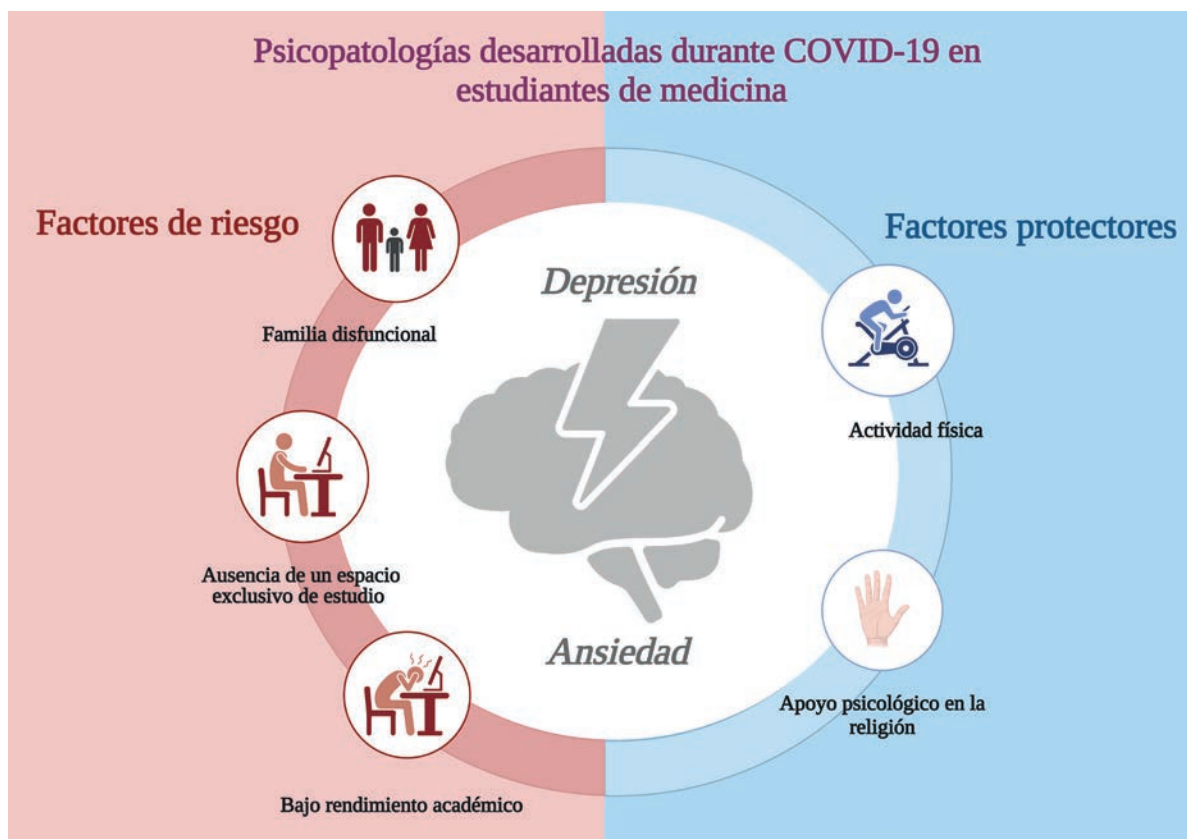 Psicopatologías desarrolladas durante COVID-19 en
estudiantes de medicina
Factores de riesgo
Familia disfuncional
Ausencia de un espacio
exclusivo de estudio
Bajo rendimiento académico
Depresión
Ansiedad
Factores protectores
Actividad física
Apoyo psicológico en la
religión